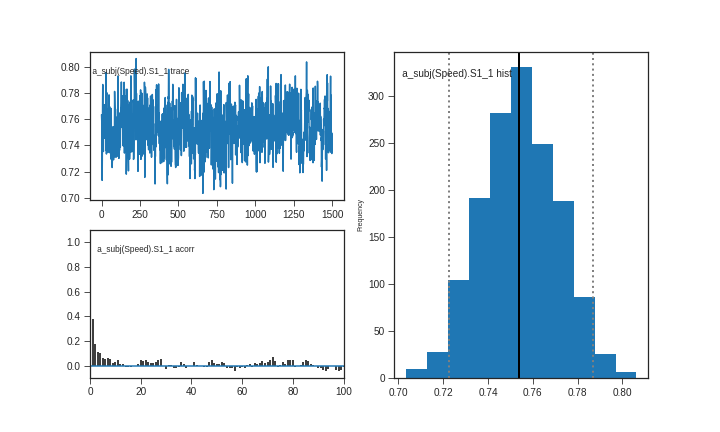 a_subj(Speed).S1_1 trace
0.80
0.78
0.76
0.74
0.72
0.70
0 250 500 750 1000 1250 1500
a_subj(Speed).S1_1 acorr
1.0
0.8
0.6
0.4
0.2
0.0
0 20 40 60 80 100
a_subj(Speed).S1_1 hist
Frequency
300
250
200
150
100
50
0
0.70 0.72 0.74 0.76 0.78 0.80